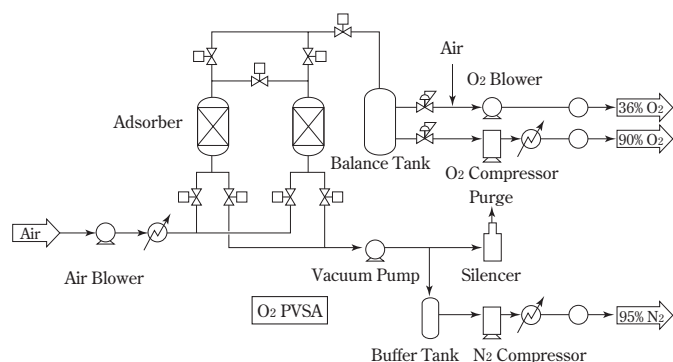 Air
O2 Blower
36% O2
Adsorber
90% O2
Balance Tank
O2 Compressor
Purge
Air
Air Blower
Vacuum Pump
Silencer
O2 PVSA
95% N2
Buffer Tank
N2 Compressor